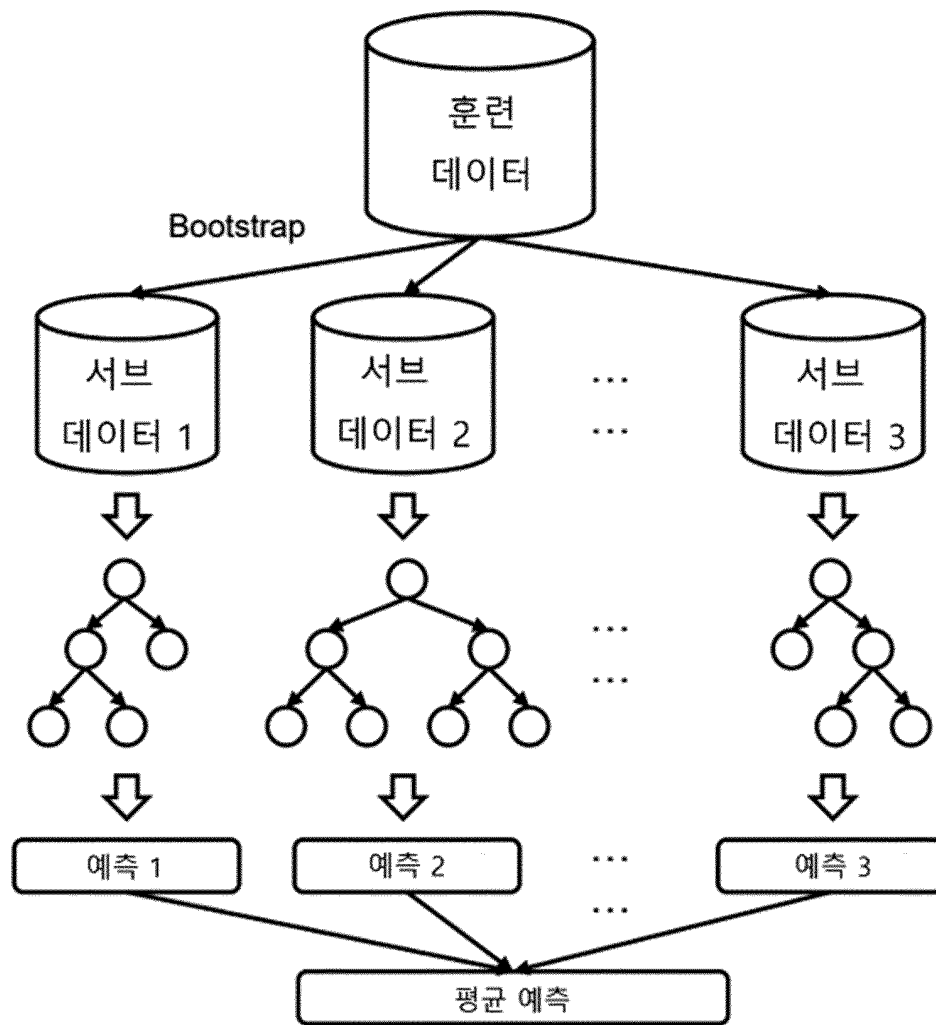 훈련
데이터
Bootstrap
서브
데이터 1
서브
데이터 2
...
...
서브
데이터 3
...
...
예측 1
예측 2
...
...
예측 3
평균 예측